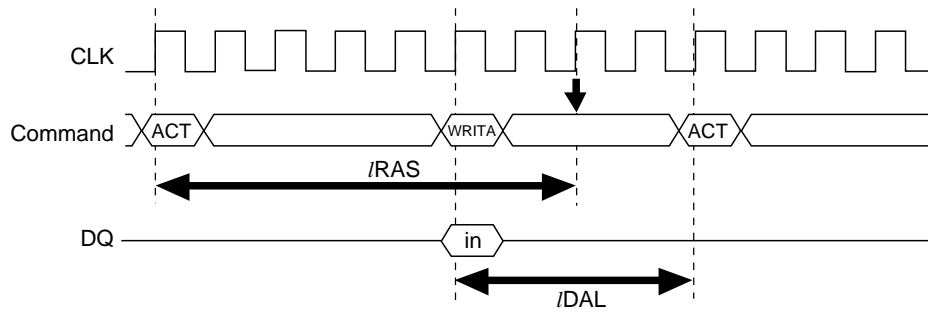 CLK
Command ACT WRITA ACT
lRAS
DQ in
lDAL